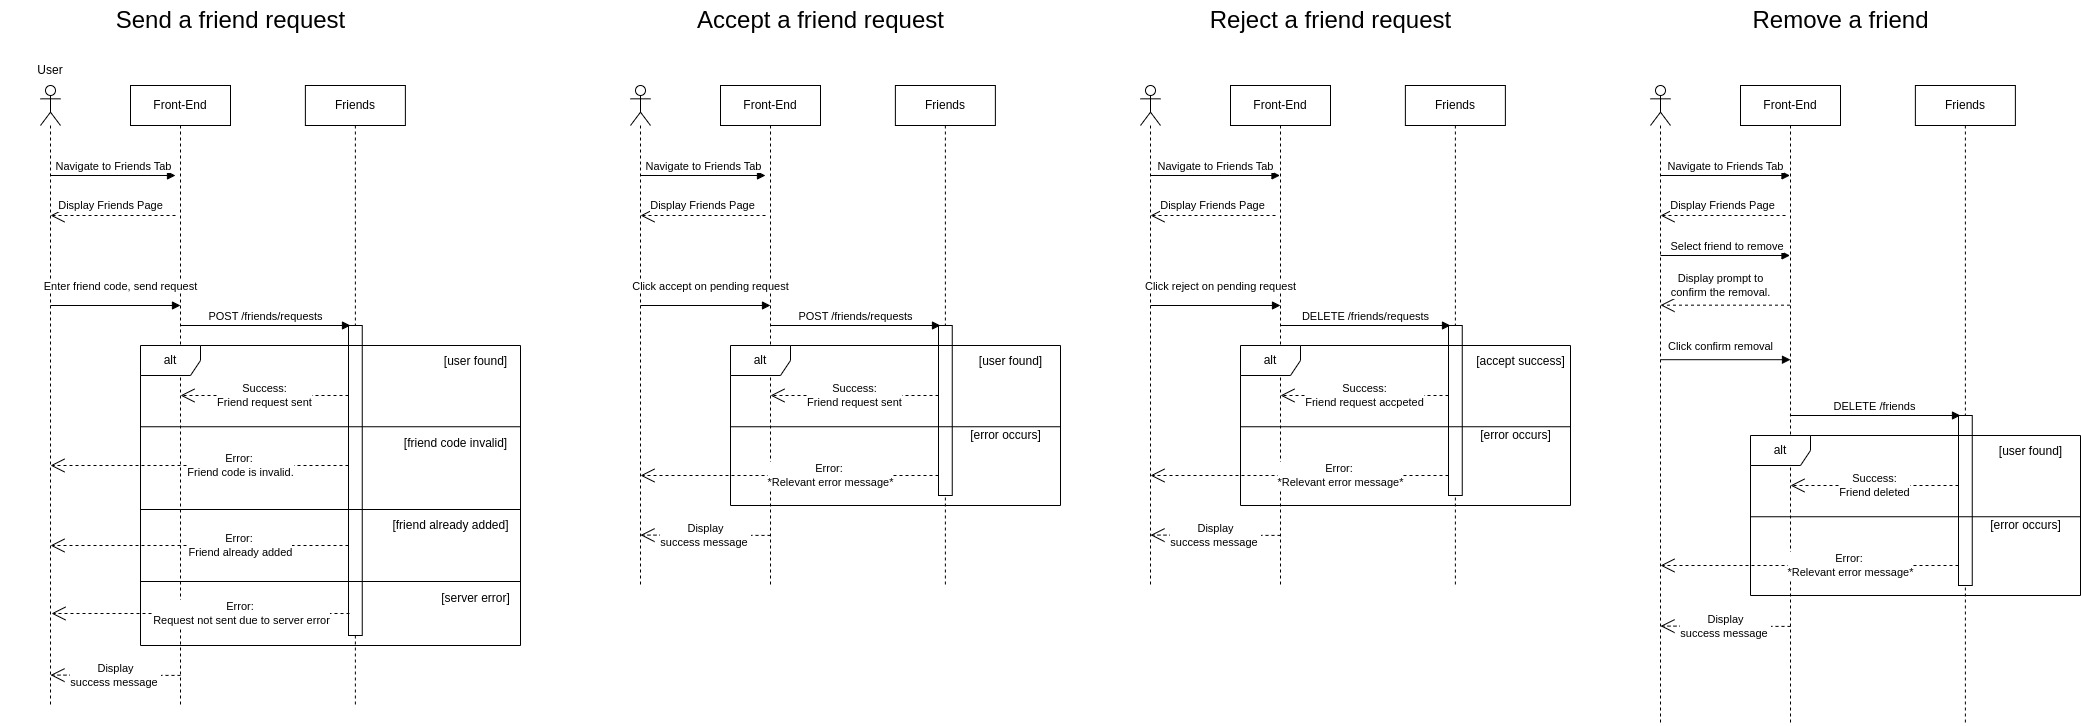 Send a friend request
User
Front-End
Friends
Navigate to Friends Tab
Display Friends Page
Enter friend code, send request
POST /friends/requests
alt
[user found]
Success:
Friend request sent
[friend code invalid]
Error:
Friend code is invalid.
[friend already added]
Error:
Friend already added
[server error]
Error:
Request not sent due to server error
Display
success message
Accept a friend request
Front-End
Friends
Navigate to Friends Tab
Display Friends Page
Click accept on pending request
POST /friends/requests
alt
[user found]
Success:
Friend request sent
[error occurs]
Error:
*Relevant error message*
Display
success message
Reject a friend request
Front-End
Friends
Navigate to Friends Tab
Display Friends Page
Click reject on pending request
DELETE /friends/requests
alt
[accept success]
Success:
Friend request accpeted
[error occurs]
Error:
*Relevant error message*
Display
success message
Remove a friend
Front-End
Friends
Navigate to Friends Tab
Display Friends Page
Select friend to remove
Display prompt to
confirm the removal.
Click confirm removal
DELETE /friends
alt
[user found]
Success:
Friend deleted
[error occurs]
Error:
*Relevant error message*
Display
success message